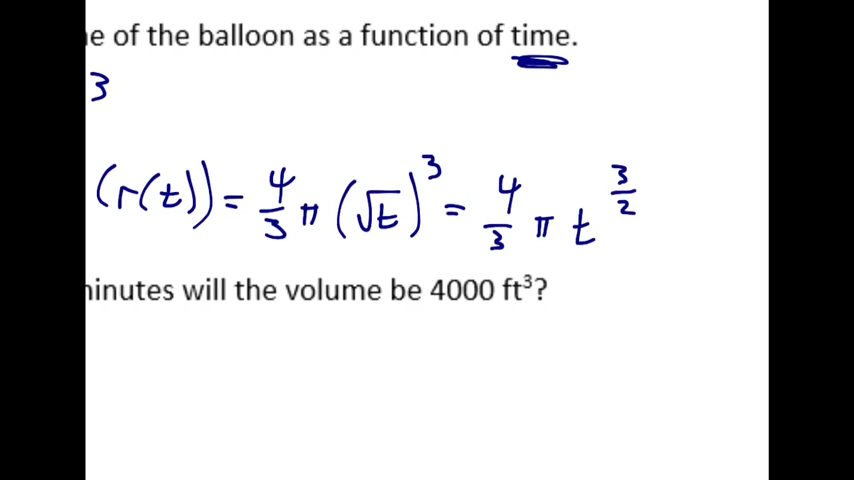 of the balloon as a function of time.
3
(r(t)) = 4/3 π (√t)³ = 4/3 π t^(3/2)
will the volume be 4000 ft³?